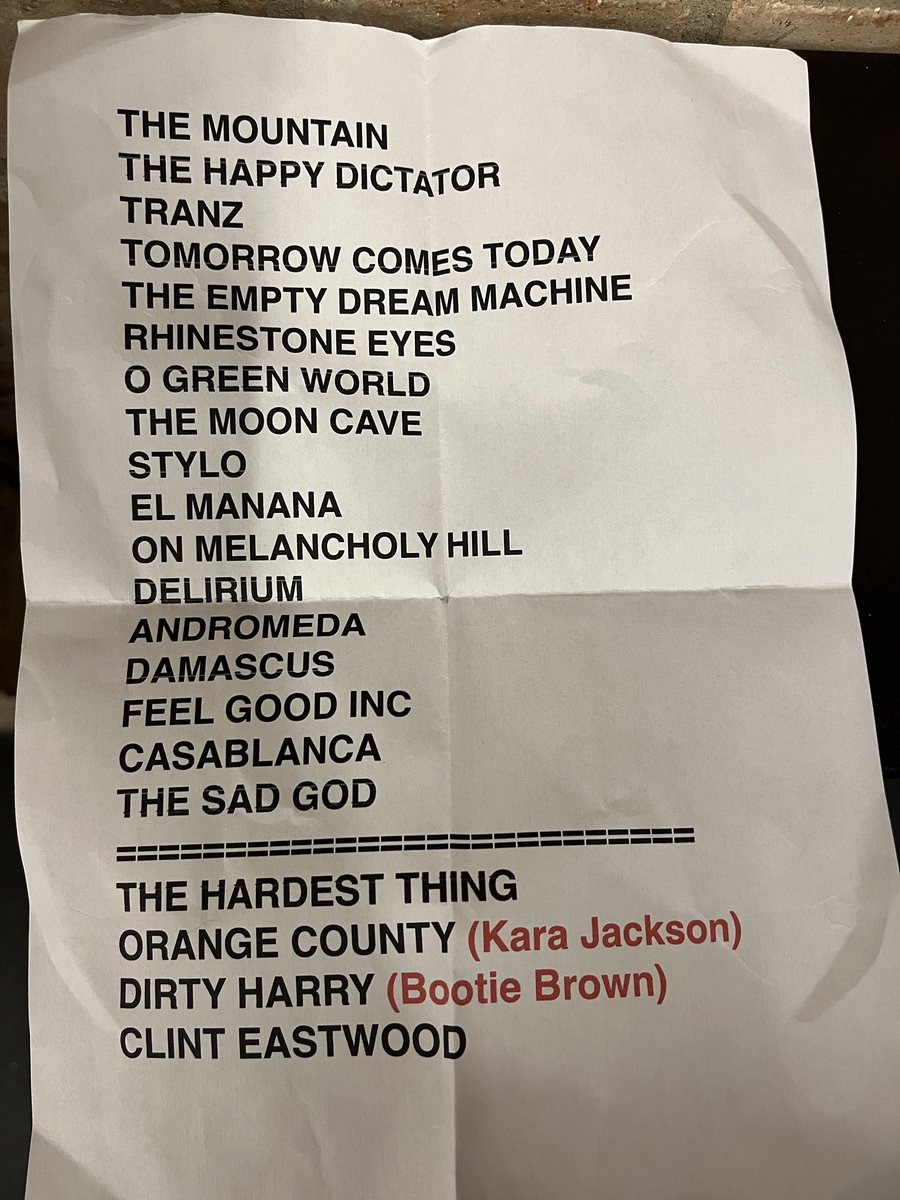 THE MOUNTAIN
THE HAPPY DICTATOR
TRANZ
TOMORROW COMES TODAY
THE EMPTY DREAM MACHINE
RHINESTONE EYES
O GREEN WORLD
THE MOON CAVE
STYLO
EL MANANA
ON MELANCHOLY HILL
DELIRIUM
ANDROMEDA
DAMASCUS
FEEL GOOD INC
CASABLANCA
THE SAD GOD
===========================
THE HARDEST THING
ORANGE COUNTY (Kara Jackson)
DIRTY HARRY (Bootie Brown)
CLINT EASTWOOD